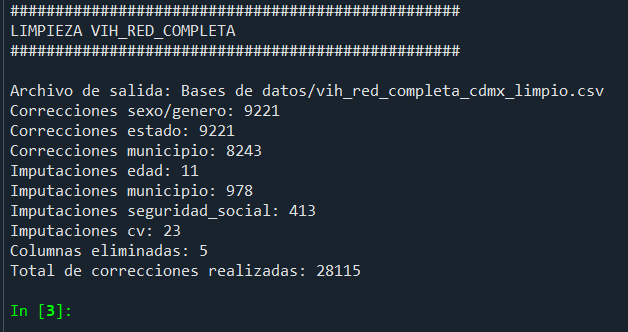 ##################################################
LIMPIEZA VIH_RED_COMPLETA
##################################################
Archivo de salida: Bases de datos/vih_red_completa_cdmx_limpio.csv
Correcciones sexo/genero: 9221
Correcciones estado: 9221
Correcciones municipio: 8243
Imputaciones edad: 11
Imputaciones municipio: 978
Imputaciones seguridad_social: 413
Imputaciones cv: 23
Columnas eliminadas: 5
Total de correcciones realizadas: 28115
In [3]: